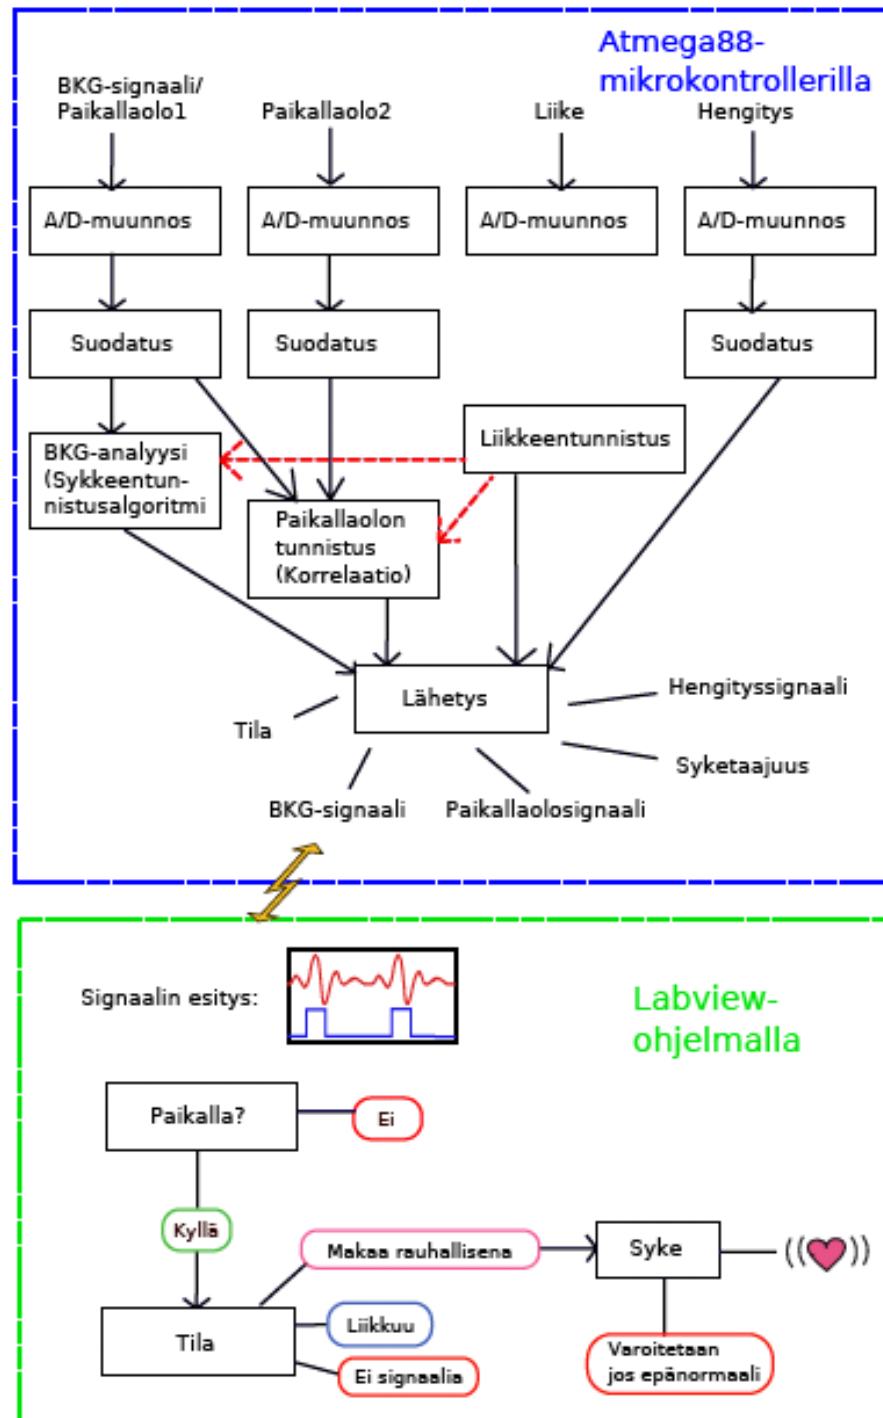 Atmega88-
mikrokontrollerilla
BKG-signaali/
Paikallaolo1
Paikallaolo2
Liike
Hengitys
A/D-muunnos
A/D-muunnos
A/D-muunnos
A/D-muunnos
Suodatus
Suodatus
Suodatus
BKG-analyysi
(Sykkeentun-
nistusalgoritmi
Liikkeentunnistus
Paikallaolon
tunnistus
(Korrelaatio)
Lähetys
Hengityssignaali
Tila
Syketaajuus
BKG-signaali
Paikallaolosignaali
Signaalin esitys:
Labview-
ohjelmalla
Paikalla?
Ei
Kyllä
Makaa rauhallisena
Syke
Tila
Liikkuu
Ei signaalia
Varoitetaan
jos epänormaali